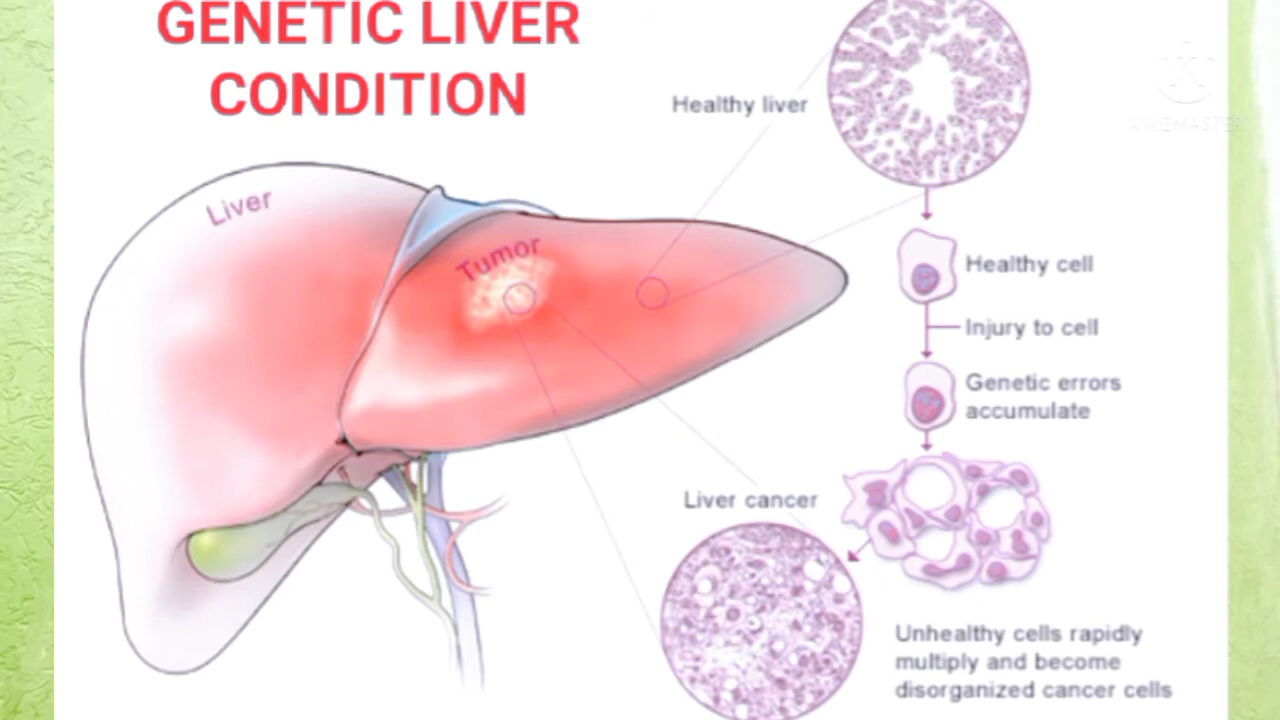 GENETIC LIVER
CONDITION
Healthy liver
Liver
Tumor
Healthy cell
Injury to cell
Genetic errors
accumulate
Liver cancer
Unhealthy cells rapidly
multiply and become
disorganized cancer cells
KINEMASTER